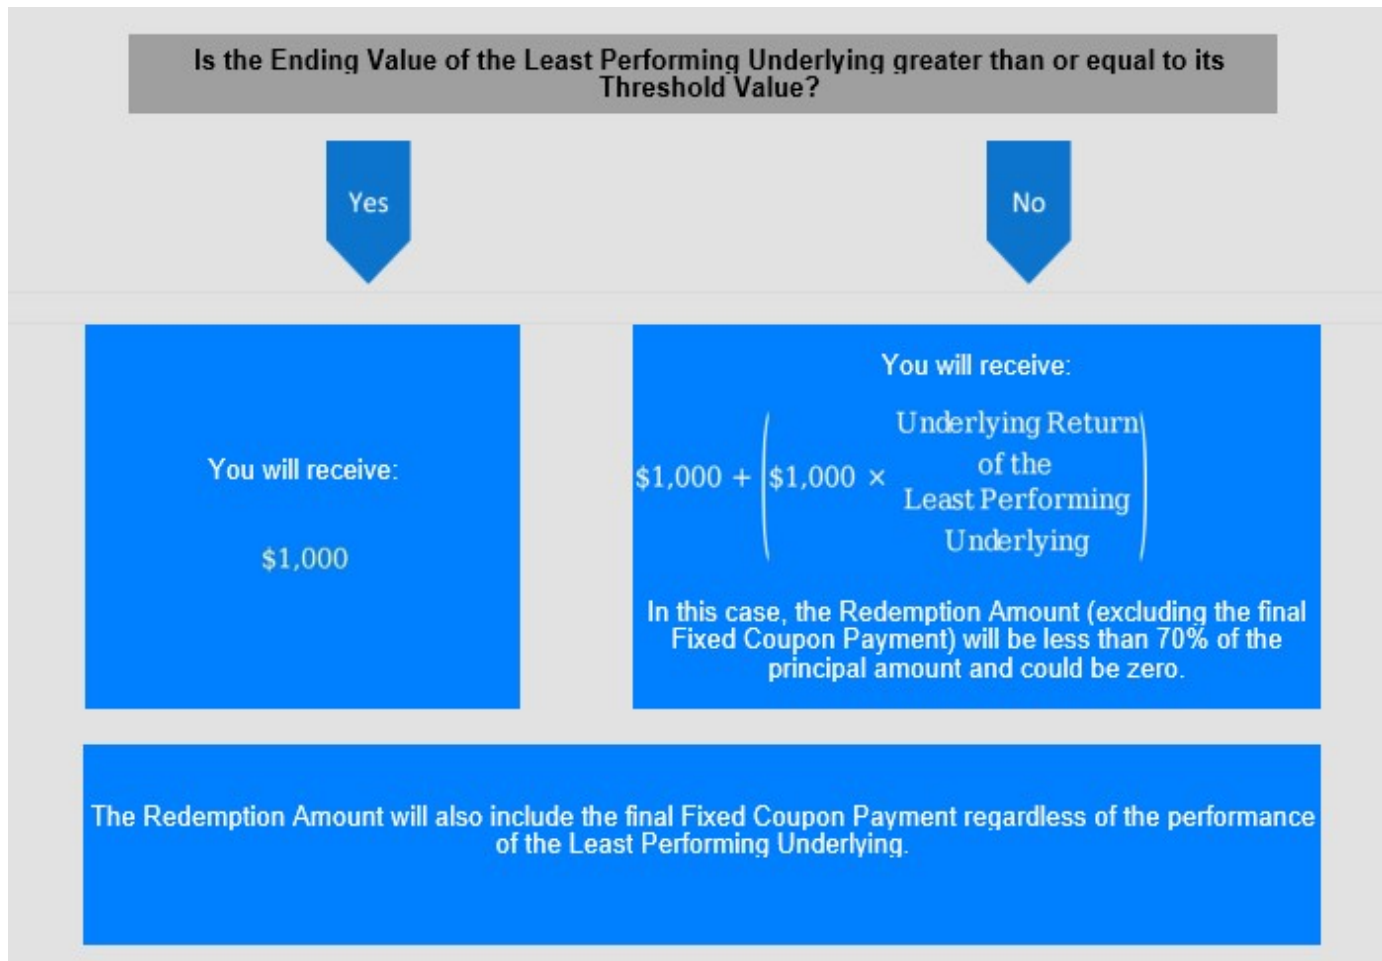 Is the Ending Value of the Least Performing Underlying greater than or equal to its
Threshold Value?
Yes
No
You will receive:
$1,000
You will receive:
$1,000 + ($1,000 × Underlying Return
of the
Least Performing
Underlying)
In this case, the Redemption Amount (excluding the final
Fixed Coupon Payment) will be less than 70% of the
principal amount and could be zero.
The Redemption Amount will also include the final Fixed Coupon Payment regardless of the performance
of the Least Performing Underlying.